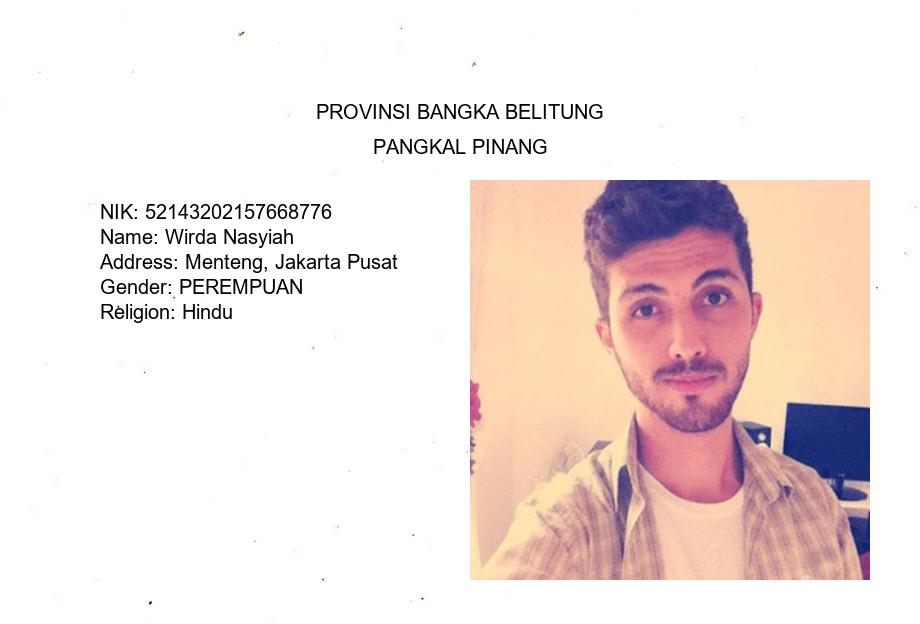 PROVINSI BANGKA BELITUNG
PANGKAL PINANG
NIK: 52143202157668776
Name: Wirda Nasyiah
Address: Menteng, Jakarta Pusat
Gender: PEREMPUAN
Religion: Hindu